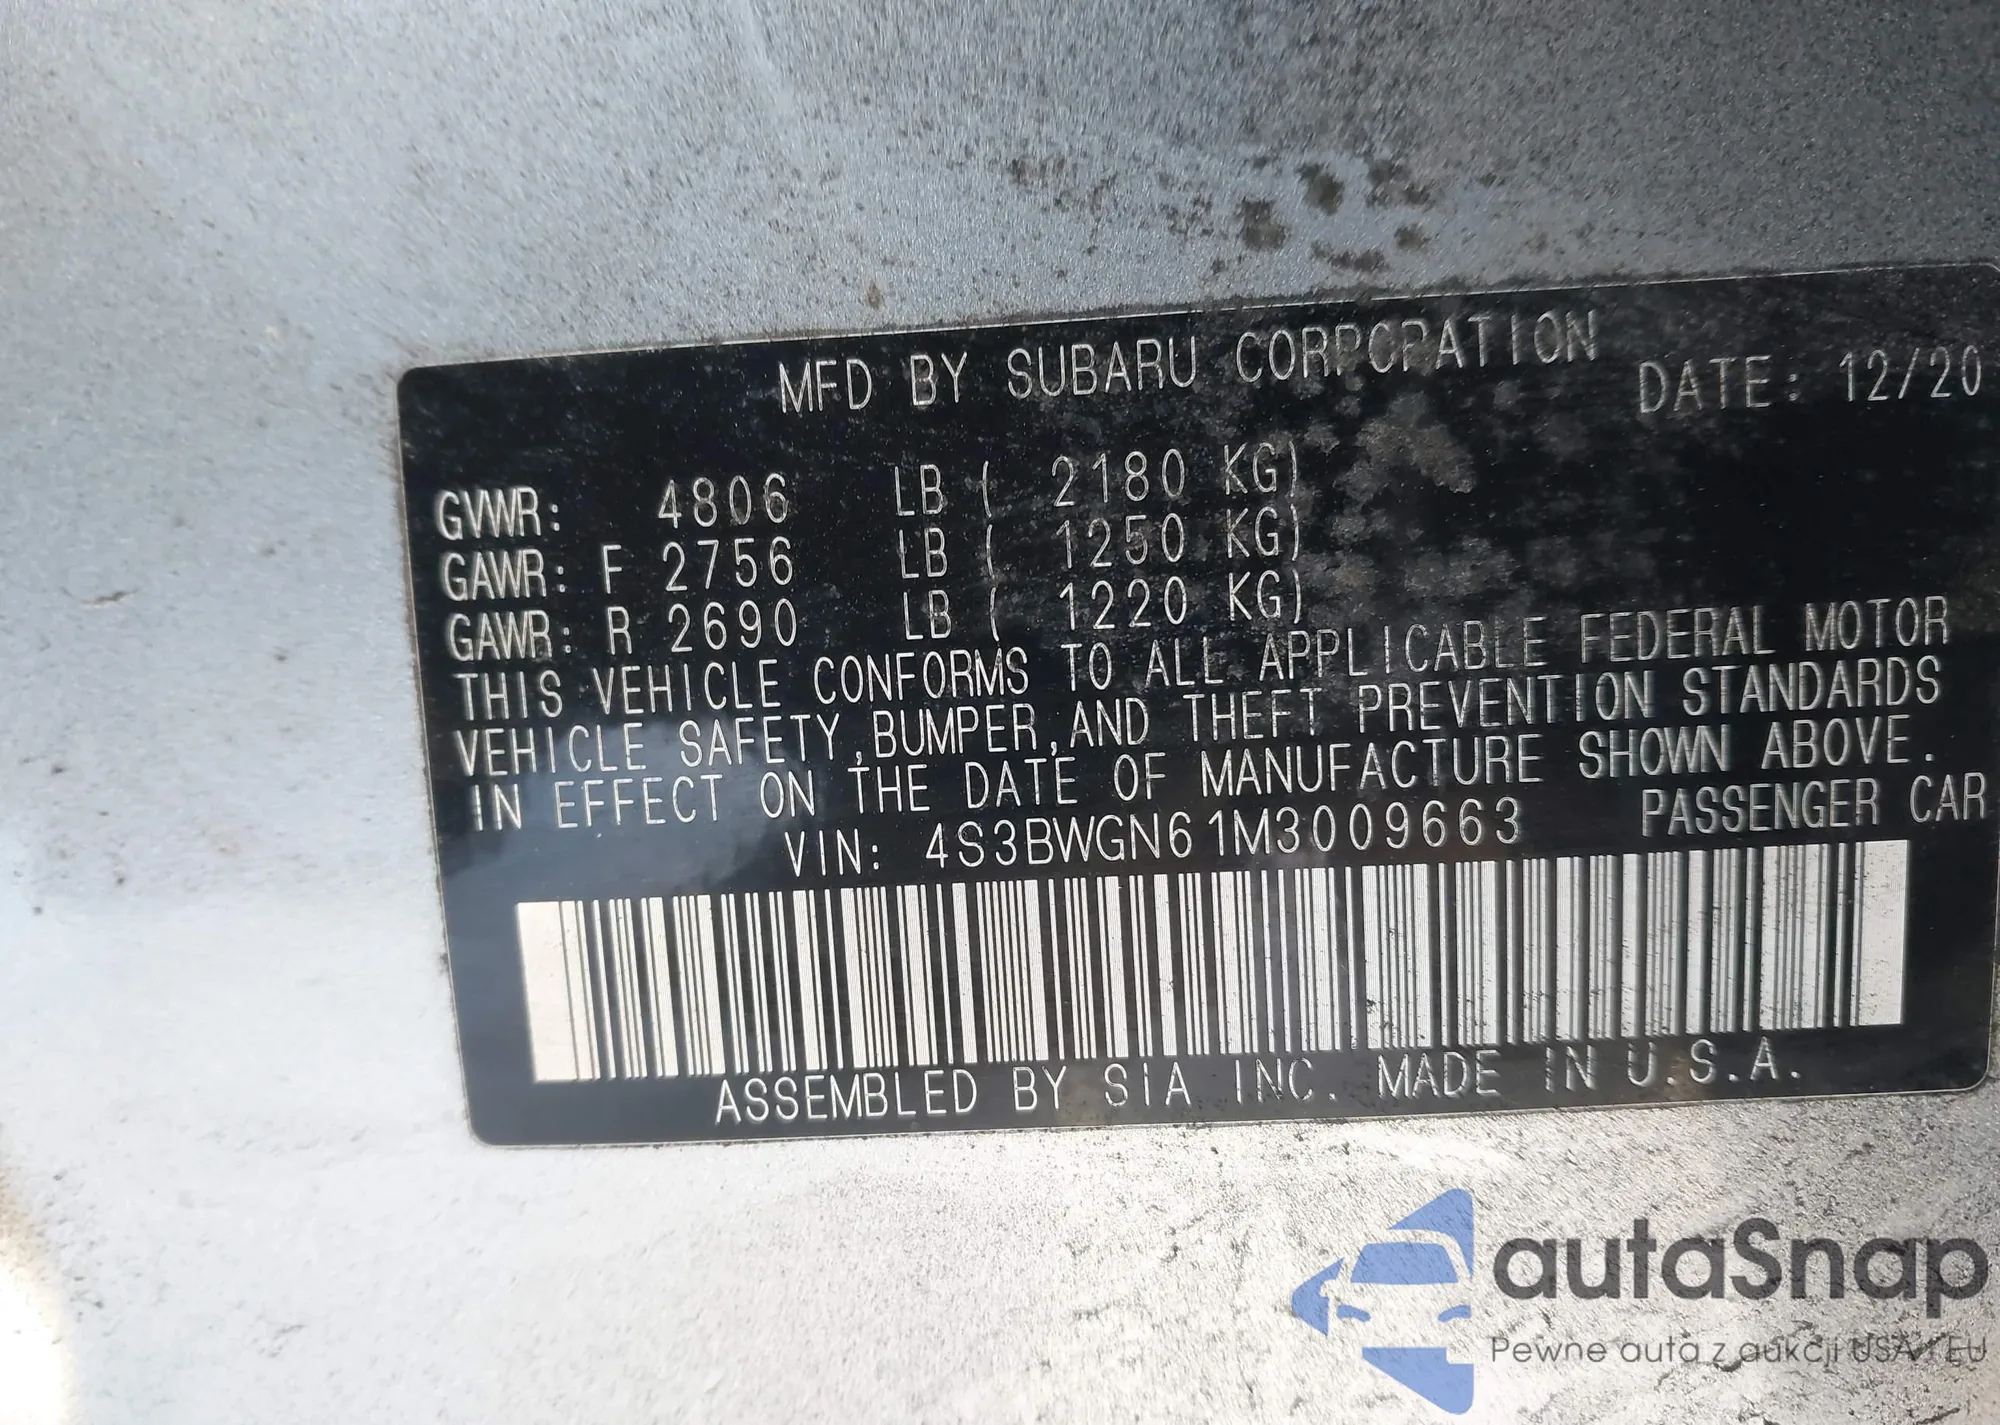 MFD BY SUBARU CORPORATION
DATE: 12/20
GVWR: 4806 LB ( 2180 KG)
GAWR: F 2756 LB ( 1250 KG)
GAWR: R 2690 LB ( 1220 KG)
THIS VEHICLE CONFORMS TO ALL APPLICABLE FEDERAL MOTOR
VEHICLE SAFETY,BUMPER,AND THEFT PREVENTION STANDARDS
IN EFFECT ON THE DATE OF MANUFACTURE SHOWN ABOVE.
VIN: 4S3BWGN61M3009663 PASSENGER CAR
ASSEMBLED BY SIA INC. MADE IN U.S.A.
autaSnap
Pewne auta z aukcji USA i EU